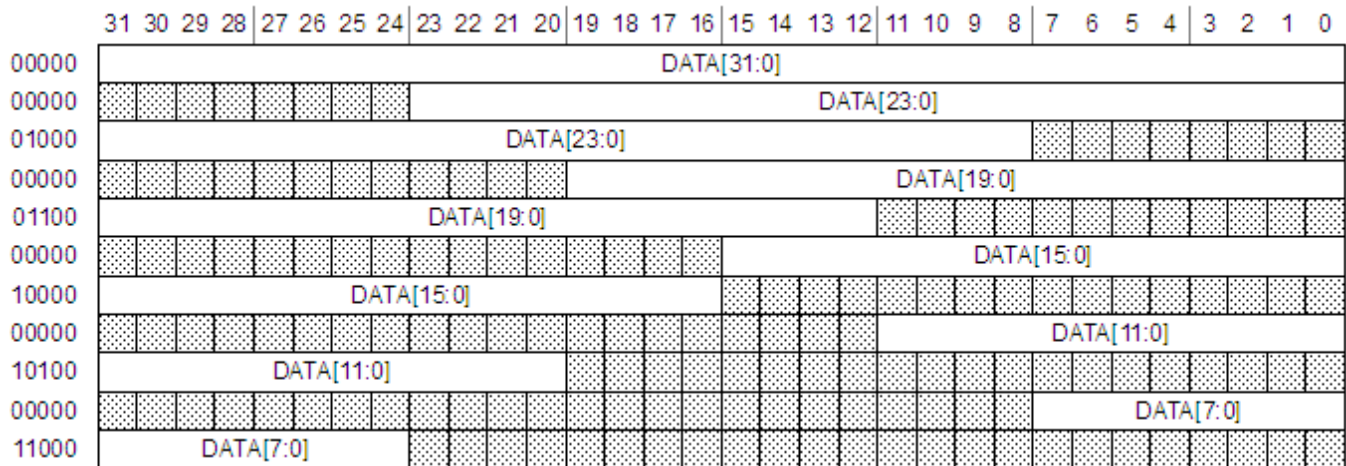 31 30 29 28 27 26 25 24 23 22 21 20 19 18 17 16 15 14 13 12 11 10 9 8 7 6 5 4 3 2 1 0
00000 DATA[31:0]
00000 DATA[23:0]
01000 DATA[23:0]
00000 DATA[19:0]
01100 DATA[19:0]
00000 DATA[15:0]
10000 DATA[15:0]
00000 DATA[11:0]
10100 DATA[11:0]
00000 DATA[7:0]
11000 DATA[7:0]